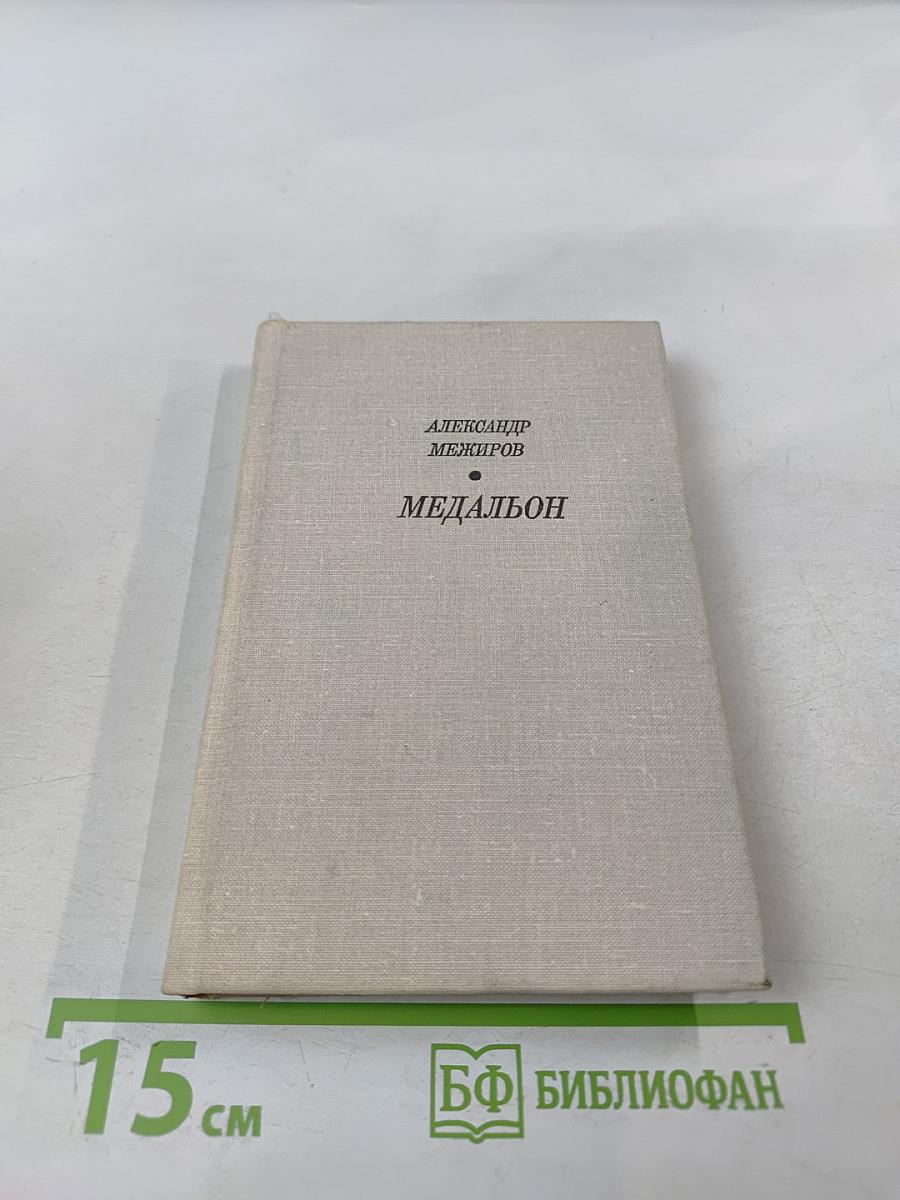 АЛЕКСАНДР
МЕЖИРОВ
МЕДАЛЬОН
15 см
БФ БИБЛИОФАН